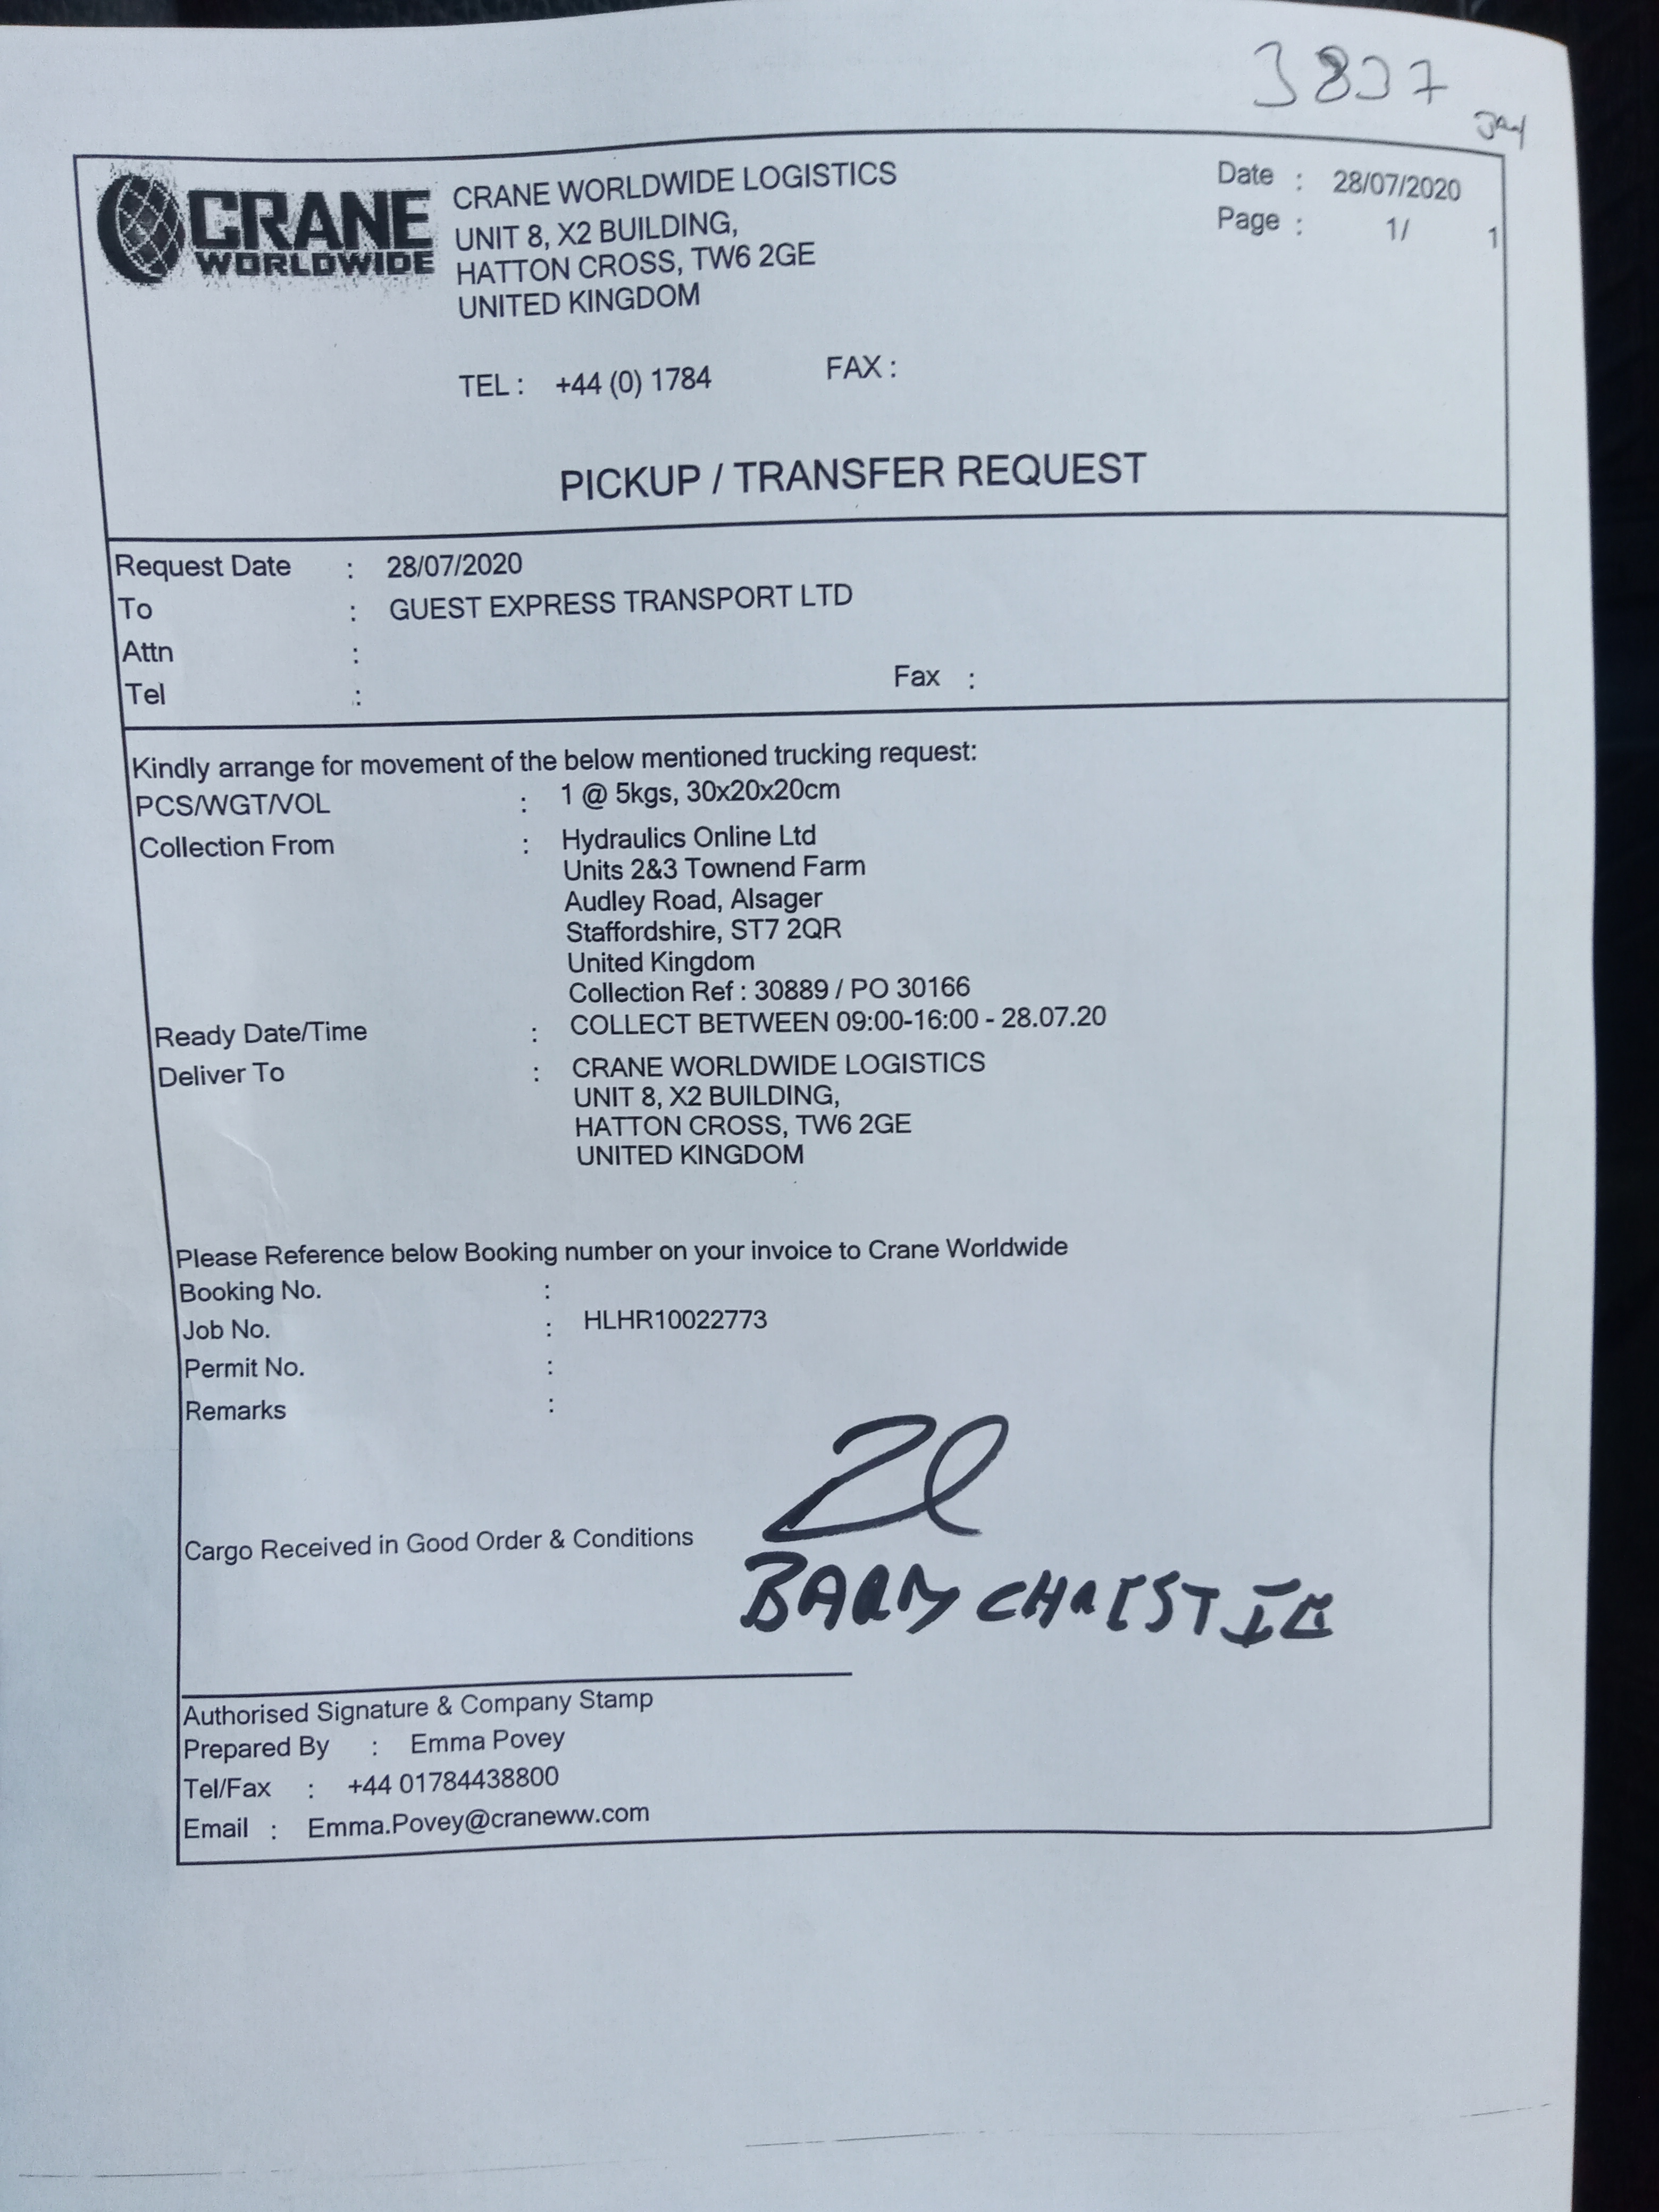 3837
Jay
CRANE
WORLDWIDE
CRANE WORLDWIDE LOGISTICS
UNIT 8, X2 BUILDING,
HATTON CROSS, TW6 2GE
UNITED KINGDOM
Date : 28/07/2020
Page : 1/ 1
TEL : +44 (0) 1784 FAX :
PICKUP / TRANSFER REQUEST
Request Date : 28/07/2020
To : GUEST EXPRESS TRANSPORT LTD
Attn :
Tel : Fax :
Kindly arrange for movement of the below mentioned trucking request:
PCS/WGT/VOL : 1 @ 5kgs, 30x20x20cm
Collection From : Hydraulics Online Ltd
Units 2&3 Townend Farm
Audley Road, Alsager
Staffordshire, ST7 2QR
United Kingdom
Collection Ref : 30889 / PO 30166
Ready Date/Time : COLLECT BETWEEN 09:00-16:00 - 28.07.20
Deliver To : CRANE WORLDWIDE LOGISTICS
UNIT 8, X2 BUILDING,
HATTON CROSS, TW6 2GE
UNITED KINGDOM
Please Reference below Booking number on your invoice to Crane Worldwide
Booking No. :
Job No. : HLHR10022773
Permit No. :
Remarks :
Cargo Received in Good Order & Conditions
BARRY CHRISTIE
Authorised Signature & Company Stamp
Prepared By : Emma Povey
Tel/Fax : +44 01784438800
Email : Emma.Povey@craneww.com